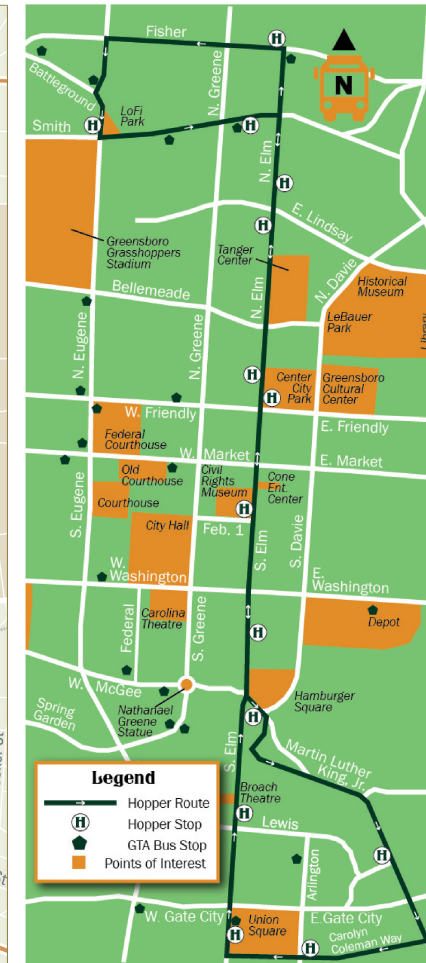 Fisher
Battleground
N. Greene
N
LoFi
Park
H
H
H
Smith
N. Elm
H
E. Lindsay
H
Greensboro
Grasshoppers
Stadium
Tanger
Center
N. Davie
Historical
Museum
Bellemeade
N. Elm
LeBauer
Park
Library
N. Eugene
N. Greene
H
Center
City
Park
Greensboro
Cultural
Center
H
W. Friendly
E. Friendly
Federal
Courthouse
W. Market
E. Market
Old
Courthouse
Civil
Rights
Museum
Cone
Ent.
Center
S. Eugene
Courthouse
H
City Hall
Feb. 1
S. Elm
S. Davie
W.
Washington
E.
Washington
Federal
Carolina
Theatre
S. Greene
H
Depot
W. McGee
Spring
Garden
Nathanael
Greene
Statue
H
Hamburger
Square
S. Elm
Martin Luther
King, Jr.
Legend
Hopper Route
H Hopper Stop
GTA Bus Stop
Points of Interest
Broach
Theatre
H
Lewis
Arlington
H
W. Gate City
E. Gate City
Union
Square
H
H
Carolyn
Coleman Way